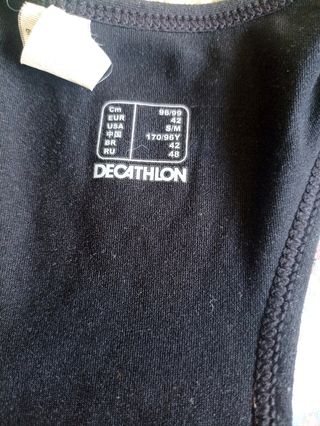 Cm 98/99
EUR 42
USA S/M
中国 170/96Y
BR 42
RU 48
DECATHLON